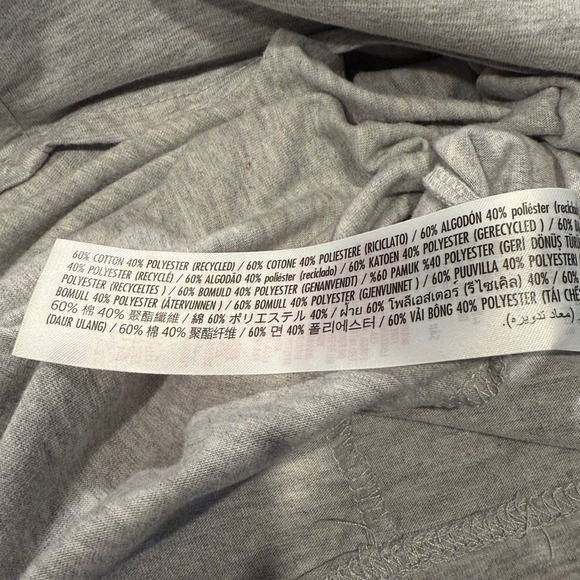 60% COTTON 40% POLYESTER (RECYCLED) / 60% COTONE 40% POLIESTERE (RICICLATO) / 60% ALGODÓN 40% poliéster
40% POLYESTER (RECYCLÉ) / 60% ALGODÃO 40% poliéster (reciclado) / 60% KATOEN 40% POLYESTER (GERECYCLED) / 60%
POLYESTER (RECYCELTES) / 60% BOMULD 40% POLYESTER (GENANVENDT) / %60 PAMUK %40 POLYESTER (GERİ DÖNÜŞ
BOMULL 40% POLYESTER (ÅTERVUNNEN) / 60% BOMULL 40% POLYESTER (GJENVUNNET) / 60% PUUVILLA 40% POLYESTERI
60% 棉 40% 聚酯纖維 / 綿 60% ポリエステル 40% / ฝ้าย 60% โพลีเอสเตอร์ (รีไซเคิล) 40% / 60%
(DAUR ULANG) / 60% 棉 40% 聚酯纤维 / 60% 면 40% 폴리에스터 / 60% VẢI BÔNG 40% POLYESTER (TÁI CHẾ)
(معاد تدويره).